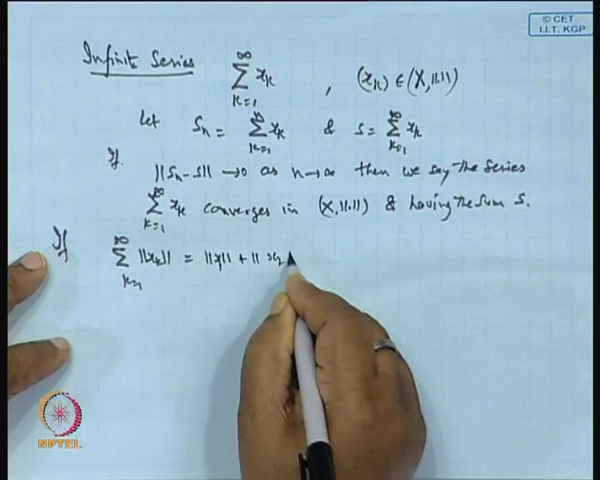 © CET
I.I.T. KGP
Infinite Series ∑_{k=1}^{∞} x_k , (x_k) ∈ (X, ||.||)
Let S_n = ∑_{k=1}^{n} x_k & s = ∑_{k=1}^{∞} x_k
If ||S_n - s|| → 0 as n → ∞ then we say the series
∑_{k=1}^{∞} x_k converges in (X, ||.||) & having the sum s.
If ∑_{k=1}^{∞} ||x_k|| = ||x_1|| + || x_2
NPTEL